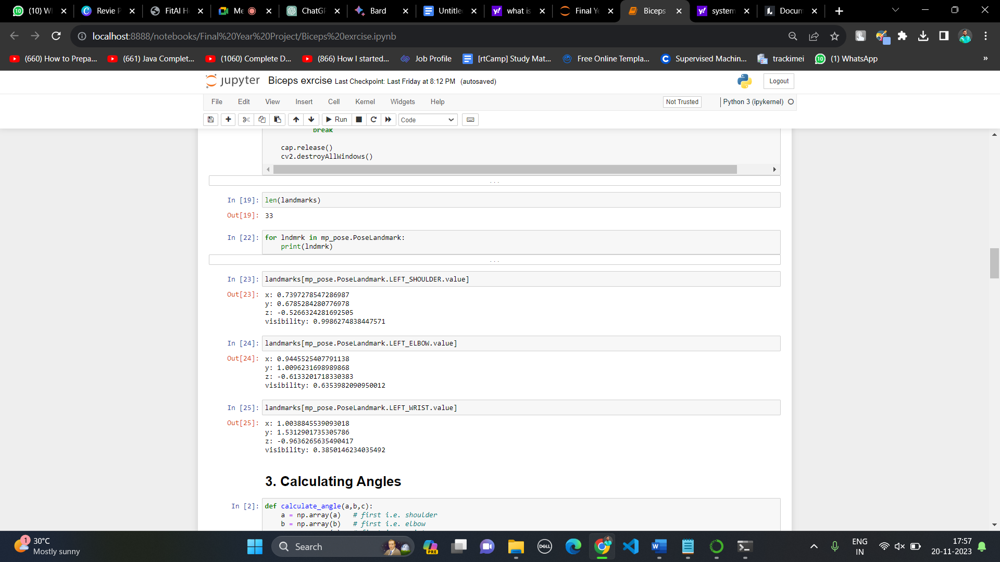 (10) W
Revie P
FitAI H
Me
ChatGP
Bard
Untitle
what is
Final Ye
Biceps
system
Docum
localhost:8888/notebooks/Final%20Year%20Project/Biceps%20exrcise.ipynb
(660) How to Prepa...
(661) Java Complet...
(1060) Complete D...
(866) How I started...
Job Profile
[rtCamp] Study Mat...
Free Online Templa...
Supervised Machin...
trackimei
(1) WhatsApp
»
jupyter Biceps exrcise Last Checkpoint: Last Friday at 8:12 PM (autosaved)
Logout
File Edit View Insert Cell Kernel Widgets Help
Not Trusted
Python 3 (ipykernel)
Run
Code
break
cap.release()
cv2.destroyAllWindows()
...
In [19]: len(landmarks)
Out[19]: 33
In [22]: for lndmrk in mp_pose.PoseLandmark:
print(lndmrk)
...
In [23]: landmarks[mp_pose.PoseLandmark.LEFT_SHOULDER.value]
Out[23]: x: 0.7397278547286987
y: 0.6785284280776978
z: -0.5266324281692505
visibility: 0.9986274838447571
In [24]: landmarks[mp_pose.PoseLandmark.LEFT_ELBOW.value]
Out[24]: x: 0.9445525407791138
y: 1.0096231698989868
z: -0.6133201718330383
visibility: 0.6353982090950012
In [25]: landmarks[mp_pose.PoseLandmark.LEFT_WRIST.value]
Out[25]: x: 1.0038845539093018
y: 1.5312901735305786
z: -0.9636265635490417
visibility: 0.3850146234035492
3. Calculating Angles
In [2]: def calculate_angle(a,b,c):
a = np.array(a) # first i.e. shoulder
b = np.array(b) # first i.e. elbow
1
30°C
Mostly sunny
Search
PRE
DELL
ENG
IN
17:57
20-11-2023